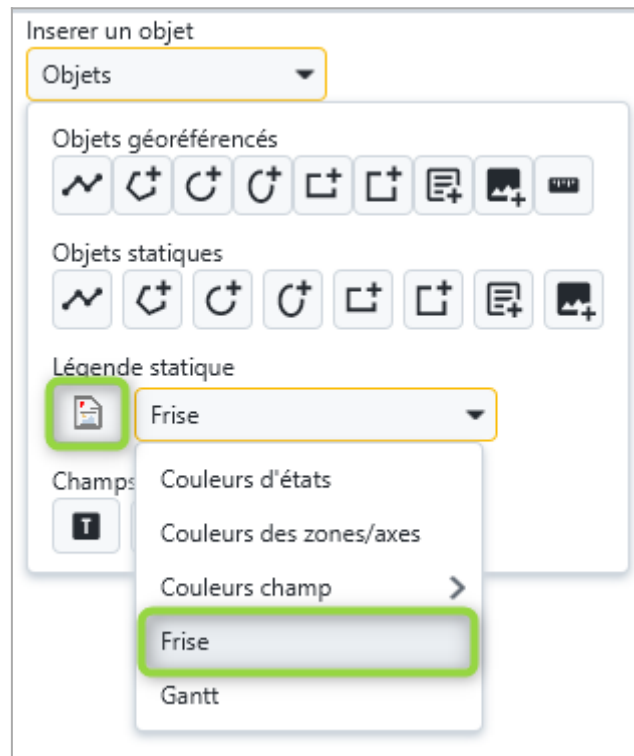 Inserer un objet
Objets
Objets géoréférencés
Objets statiques
Légende statique
Frise
Champs
T
Couleurs d'états
Couleurs des zones/axes
Couleurs champ
Frise
Gantt